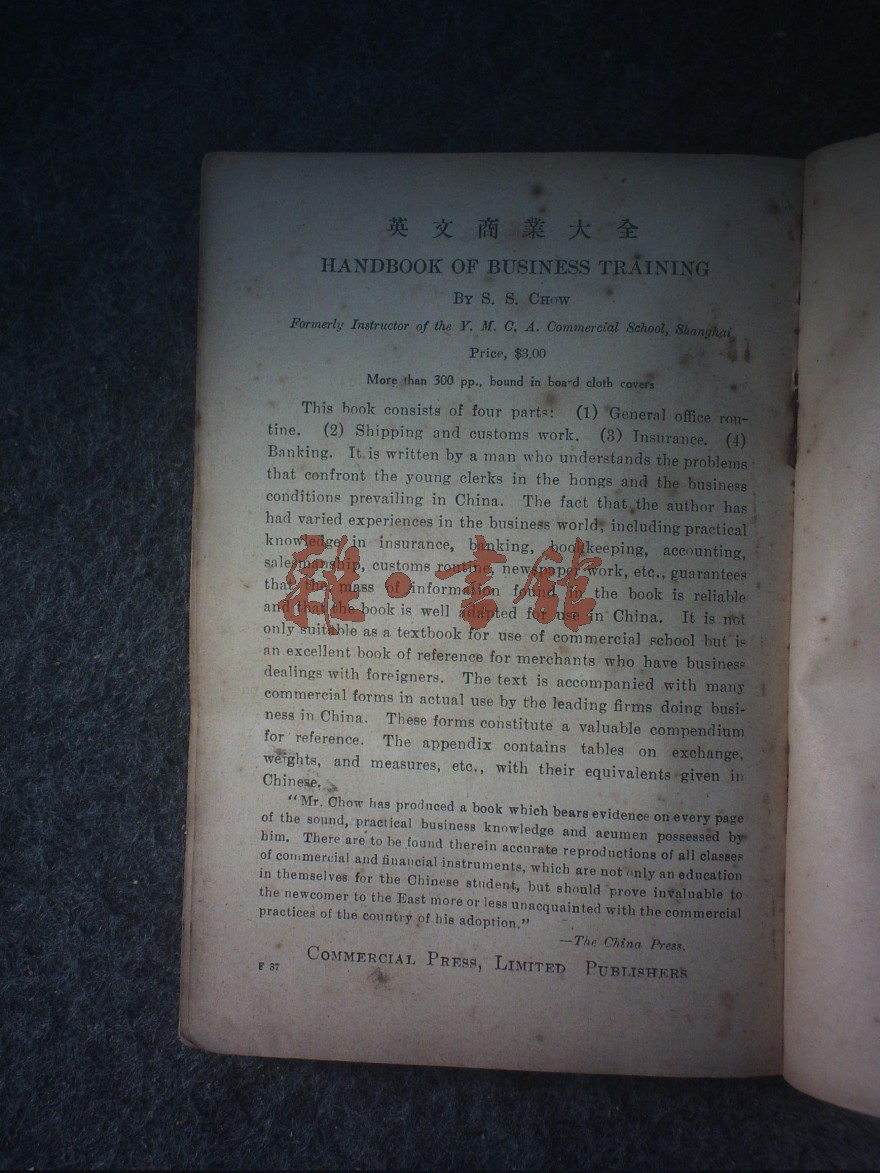 英文商業大全
HANDBOOK OF BUSINESS TRAINING
BY S. S. CHOW
Formerly Instructor of the Y. M. C. A. Commercial School, Shanghai
Price, $3.00
More than 300 pp., bound in board cloth covers
This book consists of four parts: (1) General office rou-
tine. (2) Shipping and customs work. (3) Insurance. (4)
Banking. It is written by a man who understands the problems
that confront the young clerks in the hongs and the business
conditions prevailing in China. The fact that the author has
had varied experiences in the business world, including practical
knowledge in insurance, banking, bookkeeping, accounting,
salesmanship, customs routine, newspaper work, etc., guarantees
that the mass of information found in the book is reliable
and that the book is well adapted for use in China. It is not
only suitable as a textbook for use of commercial school but is
an excellent book of reference for merchants who have business
dealings with foreigners. The text is accompanied with many
commercial forms in actual use by the leading firms doing busi-
ness in China. These forms constitute a valuable compendium
for reference. The appendix contains tables on exchange,
weights, and measures, etc., with their equivalents given in
Chinese.
"Mr. Chow has produced a book which bears evidence on every page
of the sound, practical business knowledge and acumen possessed by
him. There are to be found therein accurate reproductions of all classes
of commercial and financial instruments, which are not only an education
in themselves for the Chinese student, but should prove invaluable to
the newcomer to the East more or less unacquainted with the commercial
practices of the country of his adoption."
—The China Press.
COMMERCIAL PRESS, LIMITED PUBLISHERS
F 37
雜·書館